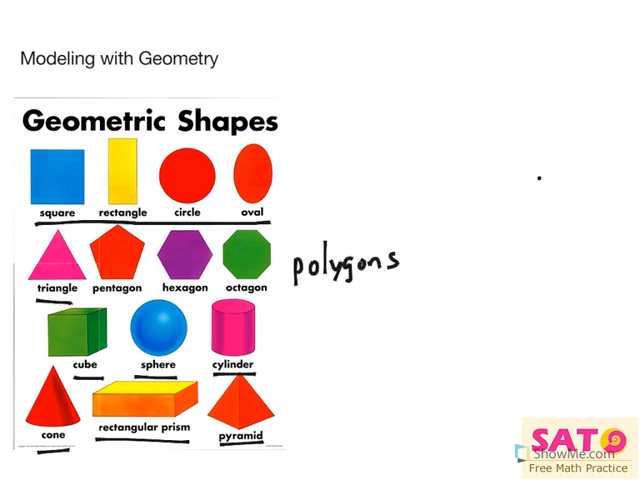 Modeling with Geometry
Geometric Shapes
square rectangle circle oval
triangle pentagon hexagon octagon
polygons
cube sphere cylinder
cone rectangular prism pyramid
SATO
ShowMe.com
Free Math Practice